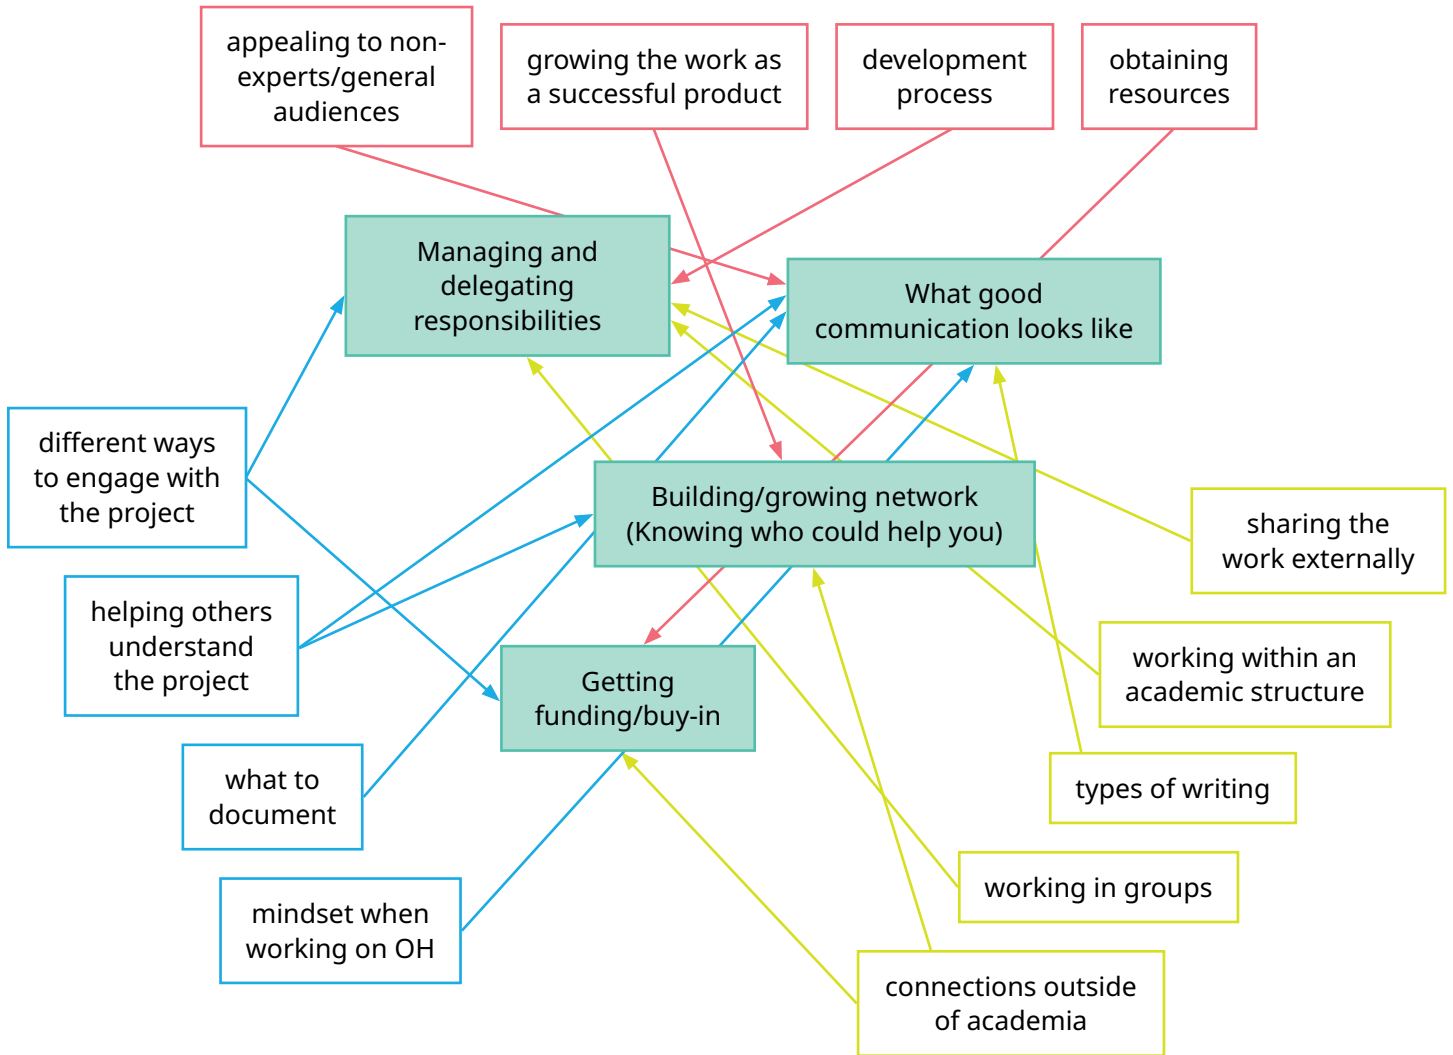 appealing to non-
experts/general
audiences
growing the work as
a successful product
development
process
obtaining
resources
Managing and
delegating
responsibilities
What good
communication looks like
different ways
to engage with
the project
Building/growing network
(Knowing who could help you)
sharing the
work externally
helping others
understand
the project
working within an
academic structure
Getting
funding/buy-in
what to
document
types of writing
working in groups
mindset when
working on OH
connections outside
of academia